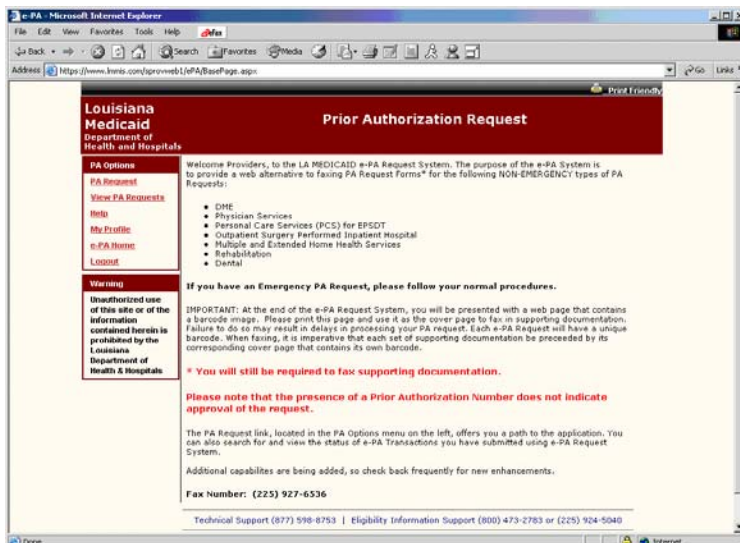 e-PA - Microsoft Internet Explorer
File Edit View Favorites Tools Help
Back Search Favorites Media
Address https://www.lmmis.com/sprovweb1/ePA/BasePage.aspx Go Links
Print Friendly
Louisiana
Medicaid
Department of
Health and Hospitals
Prior Authorization Request
PA Options
PA Request
View PA Requests
Help
My Profile
e-PA Home
Logout
Warning
Unauthorized use
of this site or of the
information
contained herein is
prohibited by the
Louisiana
Department of
Health & Hospitals
Welcome Providers, to the LA MEDICAID e-PA Request System. The purpose of the e-PA System is
to provide a web alternative to faxing PA Request Forms* for the following NON-EMERGENCY types of PA
Requests:
DME
Physician Services
Personal Care Services (PCS) for EPSDT
Outpatient Surgery Performed Inpatient Hospital
Multiple and Extended Home Health Services
Rehabilitation
Dental
If you have an Emergency PA Request, please follow your normal procedures.
IMPORTANT: At the end of the e-PA Request System, you will be presented with a web page that contains
a barcode image. Please print this page and use it as the cover page to fax in supporting documentation.
Failure to do so may result in delays in processing your PA request. Each e-PA Request will have a unique
barcode. When faxing, it is imperative that each set of supporting documentation be preceeded by its
corresponding cover page that contains its own barcode.
* You will still be required to fax supporting documentation.
Please note that the presence of a Prior Authorization Number does not indicate
approval of the request.
The PA Request link, located in the PA Options menu on the left, offers you a path to the application. You
can also search for and view the status of e-PA Transactions you have submitted using e-PA Request
System.
Additional capabilites are being added, so check back frequently for new enhancements.
Fax Number: (225) 927-6536
Technical Support (877) 598-8753 | Eligibility Information Support (800) 473-2783 or (225) 924-5040
Done Internet